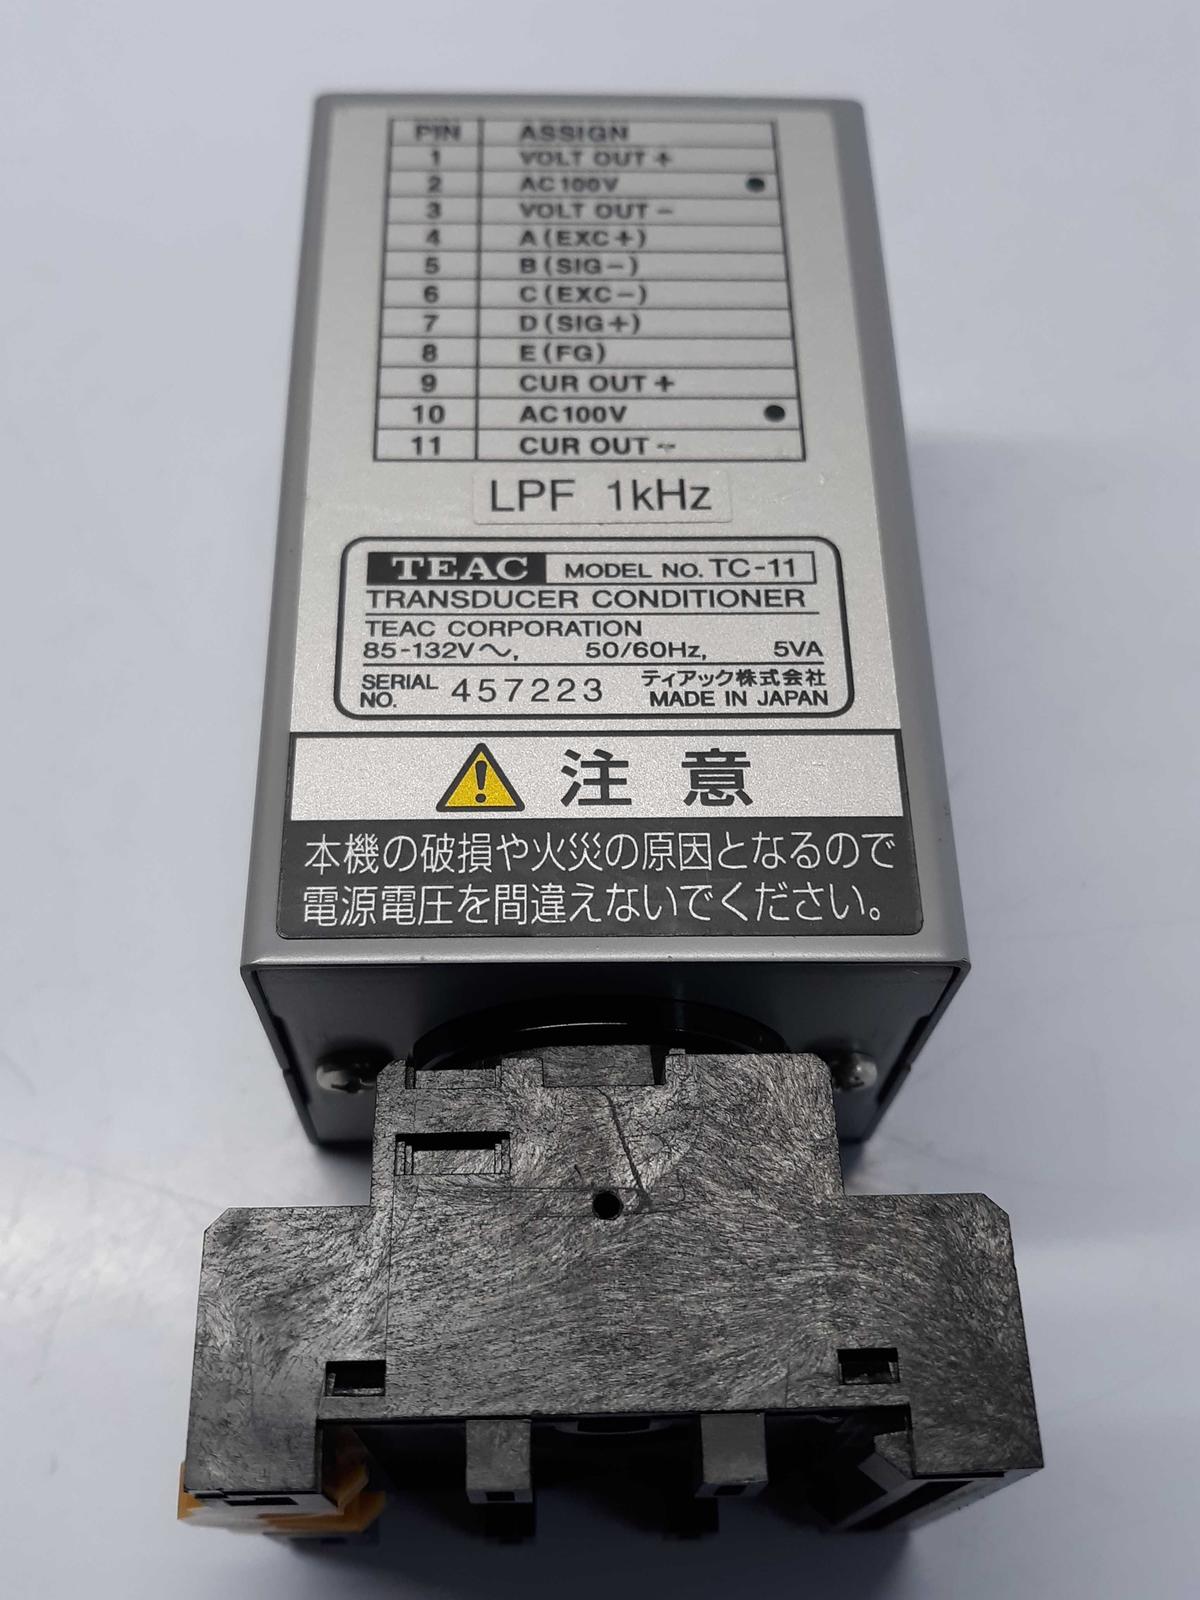 PIN ASSIGN
1 VOLT OUT +
2 AC100V ●
3 VOLT OUT −
4 A (EXC+)
5 B (SIG−)
6 C (EXC−)
7 D (SIG+)
8 E (FG)
9 CUR OUT +
10 AC100V ●
11 CUR OUT −
LPF 1kHz
TEAC MODEL NO. TC-11
TRANSDUCER CONDITIONER
TEAC CORPORATION
85-132V～, 50/60Hz, 5VA
SERIAL NO. 457223 ティアック株式会社
MADE IN JAPAN
注 意
本機の破損や火災の原因となるので
電源電圧を間違えないでください。